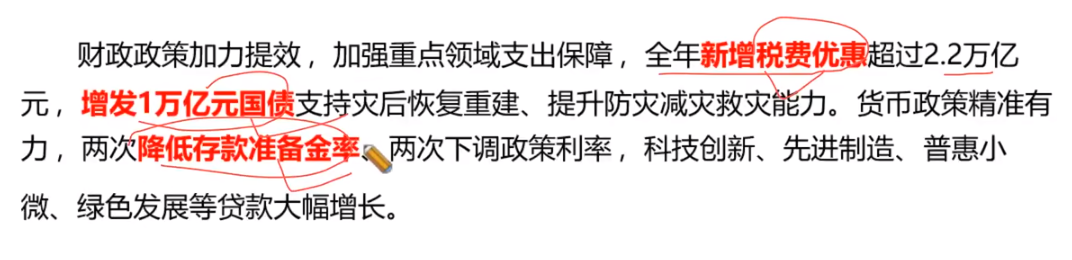 财政政策加力提效，加强重点领域支出保障，全年新增税费优惠超过2.2万亿
元，增发1万亿元国债支持灾后恢复重建、提升防灾减灾救灾能力。货币政策精准有
力，两次降低存款准备金率、两次下调政策利率，科技创新、先进制造、普惠小
微、绿色发展等贷款大幅增长。